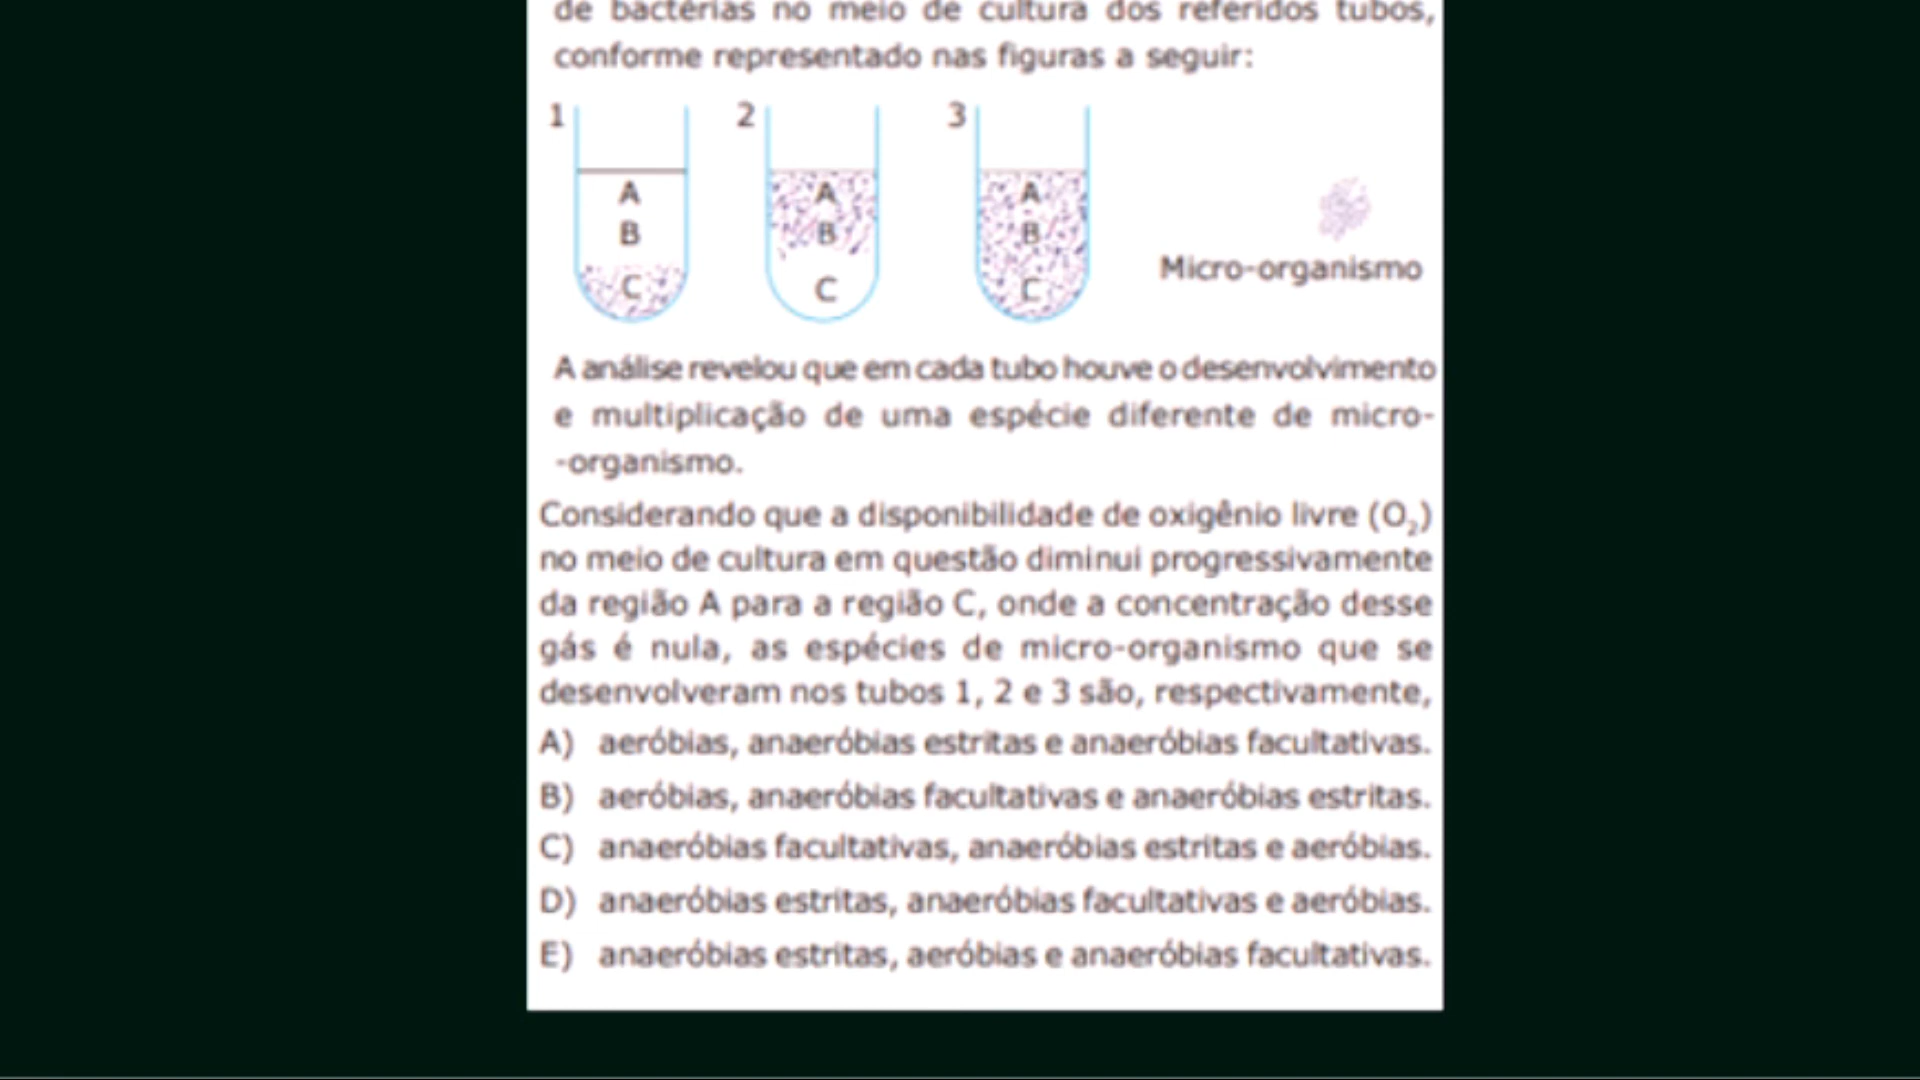 de bactérias no meio de cultura dos referidos tubos,
conforme representado nas figuras a seguir:
1 2 3
A A A
B B B
C C C
Micro-organismo
A análise revelou que em cada tubo houve o desenvolvimento
e multiplicação de uma espécie diferente de micro-
-organismo.
Considerando que a disponibilidade de oxigênio livre (O₂)
no meio de cultura em questão diminui progressivamente
da região A para a região C, onde a concentração desse
gás é nula, as espécies de micro-organismo que se
desenvolveram nos tubos 1, 2 e 3 são, respectivamente,
A) aeróbias, anaeróbias estritas e anaeróbias facultativas.
B) aeróbias, anaeróbias facultativas e anaeróbias estritas.
C) anaeróbias facultativas, anaeróbias estritas e aeróbias.
D) anaeróbias estritas, anaeróbias facultativas e aeróbias.
E) anaeróbias estritas, aeróbias e anaeróbias facultativas.